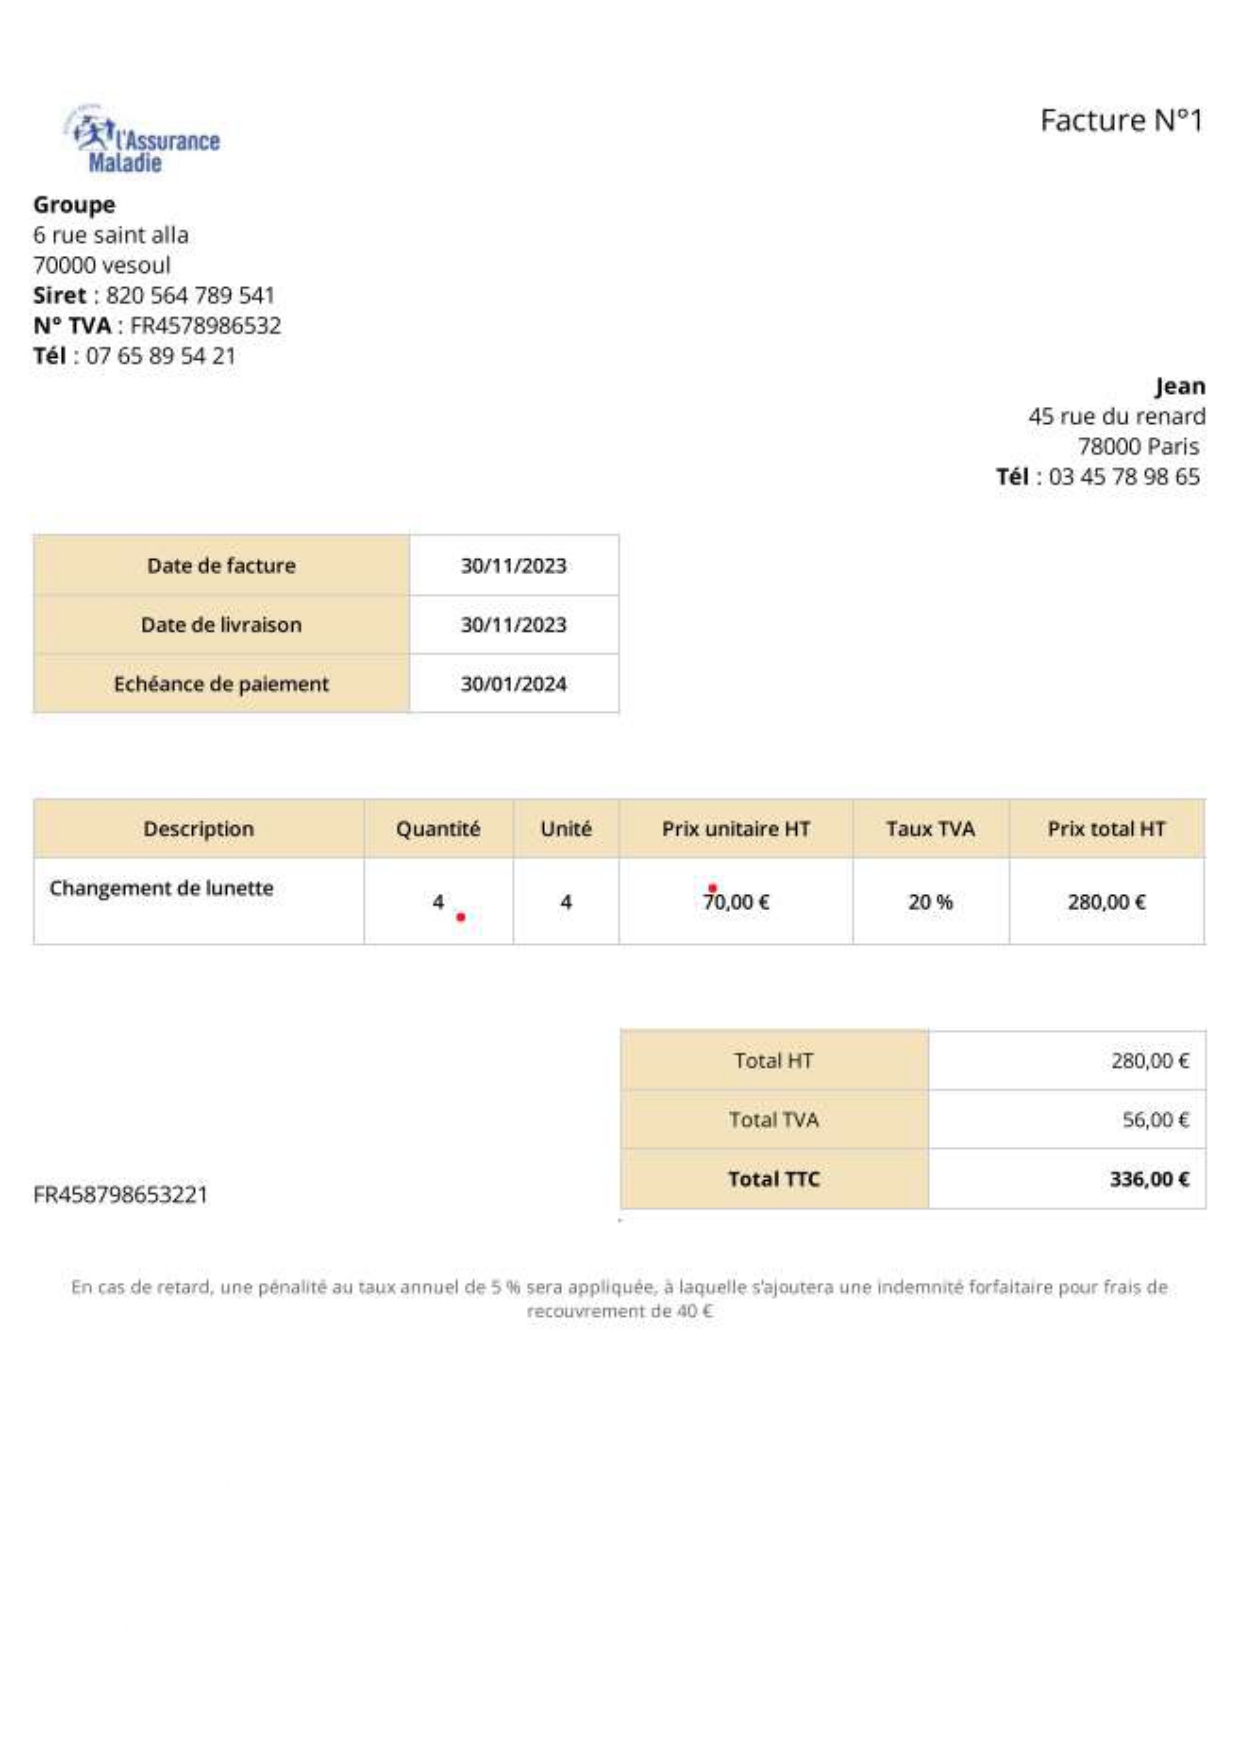 l'Assurance
Maladie
Facture N°1
Groupe
6 rue saint alla
70000 vesoul
Siret : 820 564 789 541
N° TVA : FR4578986532
Tél : 07 65 89 54 21
Jean
45 rue du renard
78000 Paris
Tél : 03 45 78 98 65
Date de facture 30/11/2023
Date de livraison 30/11/2023
Echéance de paiement 30/01/2024
Description Quantité Unité Prix unitaire HT Taux TVA Prix total HT
Changement de lunette 4 4 70,00 € 20 % 280,00 €
Total HT 280,00 €
Total TVA 56,00 €
Total TTC 336,00 €
FR458798653221
En cas de retard, une pénalité au taux annuel de 5 % sera appliquée, à laquelle s'ajoutera une indemnité forfaitaire pour frais de
recouvrement de 40 €